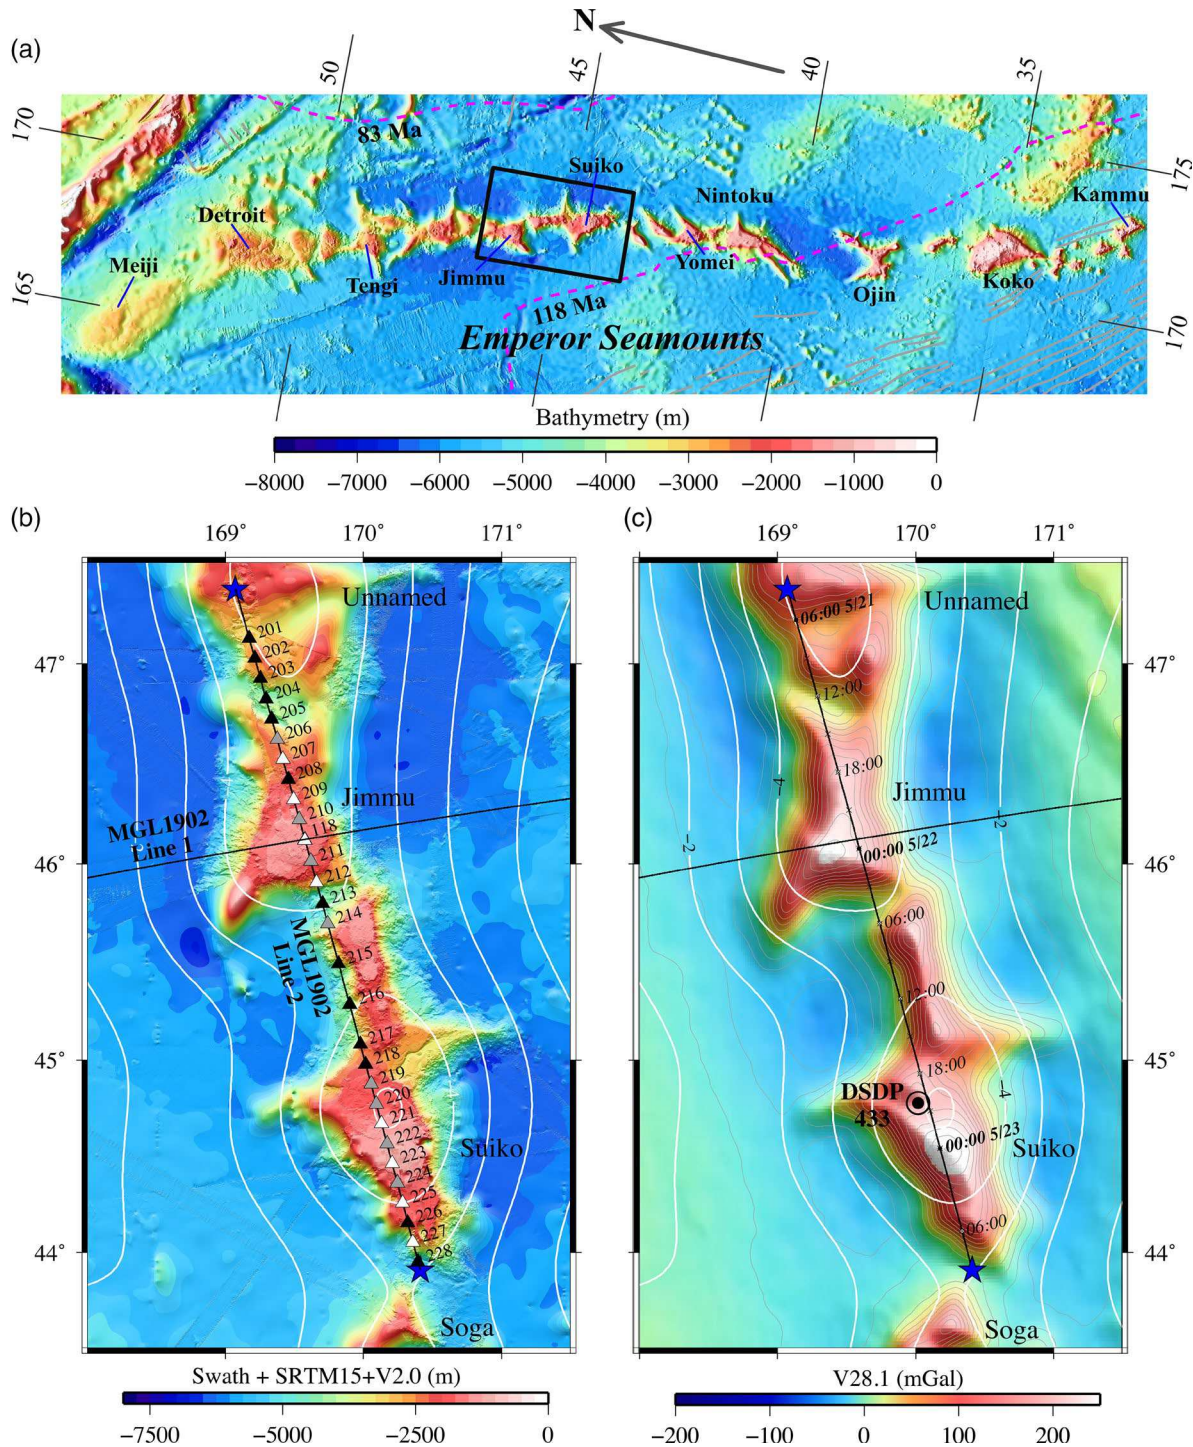 (a)
N
50
45
40
35
170
83 Ma
Suiko
175
Detroit
Nintoku
Kammu
Meiji
165
Tengi
Jimmu
Yomei
Ojin
Koko
118 Ma
170
Emperor Seamounts
Bathymetry (m)
−8000 −7000 −6000 −5000 −4000 −3000 −2000 −1000 0
(b)
169° 170° 171°
Unnamed
201
202
47°
203
204
205
206
207
208
209
Jimmu
210
118
MGL1902
Line 1
46°
211
212
213
214
MGL1902
Line 2
215
216
217
45°
218
219
220
221
222
Suiko
223
224
225
226
227
44°
228
Soga
Swath + SRTM15+V2.0 (m)
−7500 −5000 −2500 0
(c)
169° 170° 171°
06:00 5/21
Unnamed
47°
12:00
18:00
−4
Jimmu
−2
−2
00:00 5/22
46°
06:00
12:00
45°
18:00
−4
DSDP
433
00:00 5/23
Suiko
06:00
44°
Soga
V28.1 (mGal)
−200 −100 0 100 200